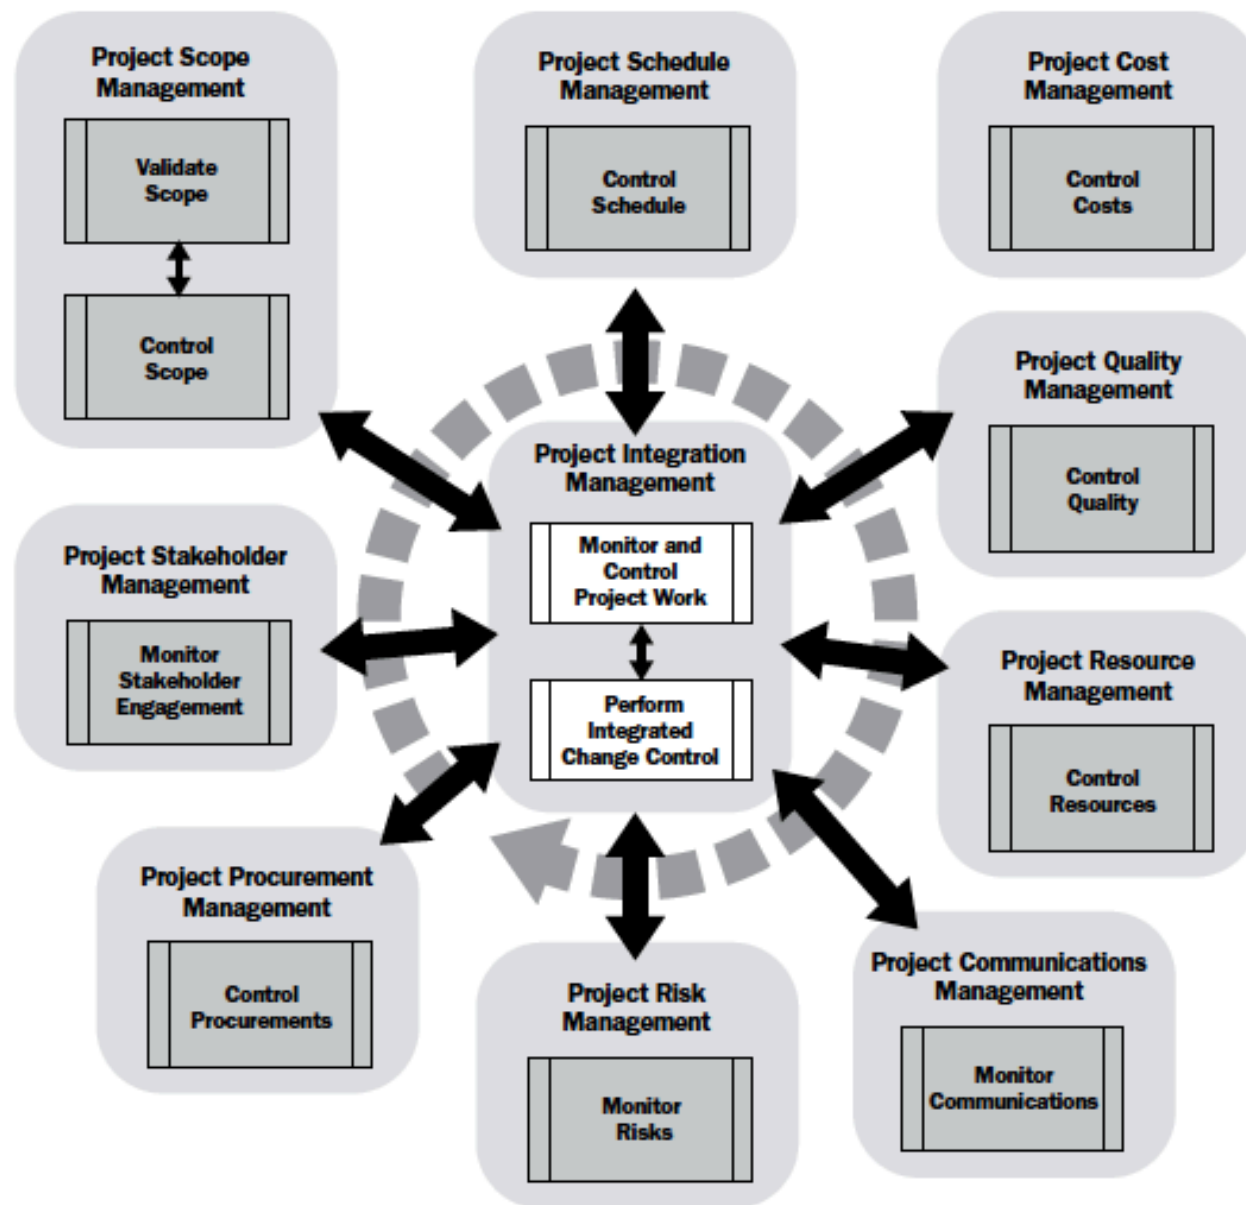 Project Scope
Management
Validate
Scope
Control
Scope
Project Schedule
Management
Control
Schedule
Project Cost
Management
Control
Costs
Project Quality
Management
Control
Quality
Project Integration
Management
Monitor and
Control
Project Work
Perform
Integrated
Change Control
Project Stakeholder
Management
Monitor
Stakeholder
Engagement
Project Resource
Management
Control
Resources
Project Procurement
Management
Control
Procurements
Project Risk
Management
Monitor
Risks
Project Communications
Management
Monitor
Communications